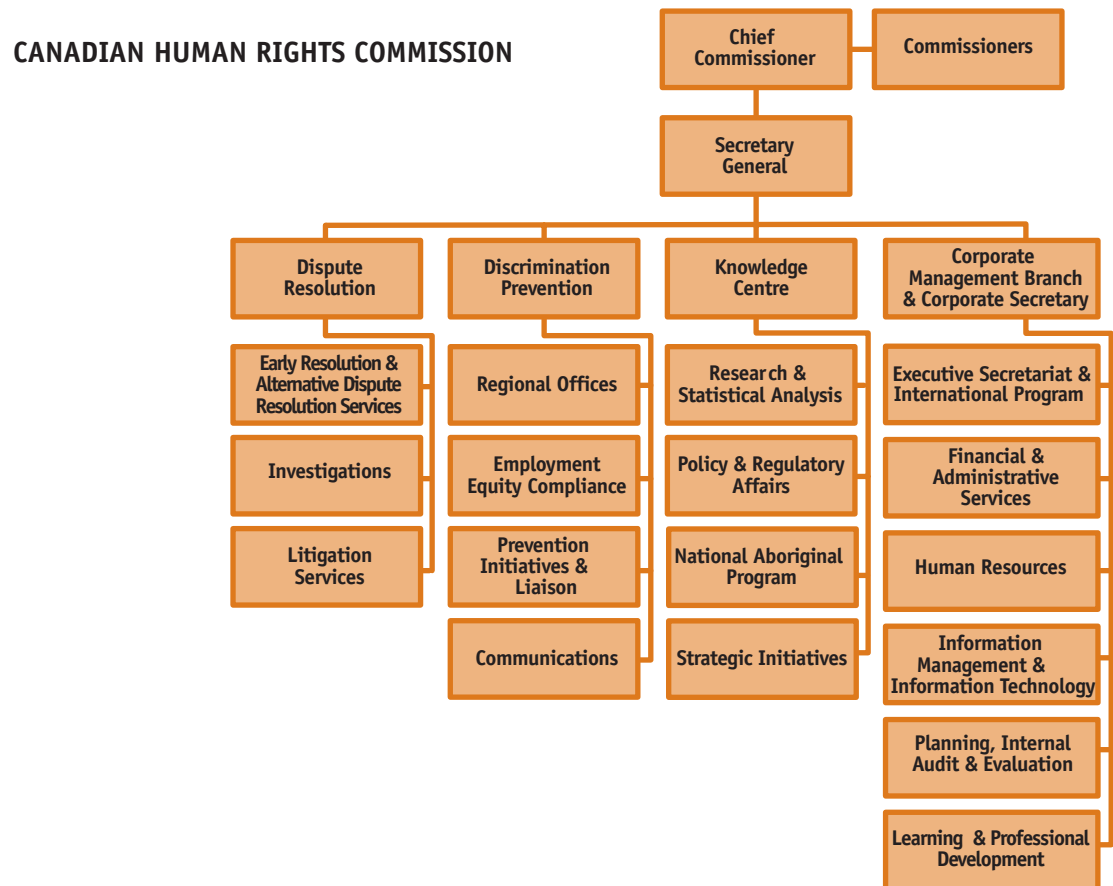 CANADIAN HUMAN RIGHTS COMMISSION
Chief
Commissioner
Commissioners
Secretary
General
Dispute
Resolution
Discrimination
Prevention
Knowledge
Centre
Corporate
Management Branch
& Corporate Secretary
Early Resolution &
Alternative Dispute
Resolution Services
Investigations
Litigation
Services
Regional Offices
Employment
Equity Compliance
Prevention
Initiatives &
Liaison
Communications
Research &
Statistical Analysis
Policy & Regulatory
Affairs
National Aboriginal
Program
Strategic Initiatives
Executive Secretariat &
International Program
Financial &
Administrative
Services
Human Resources
Information
Management &
Information Technology
Planning, Internal
Audit & Evaluation
Learning & Professional
Development